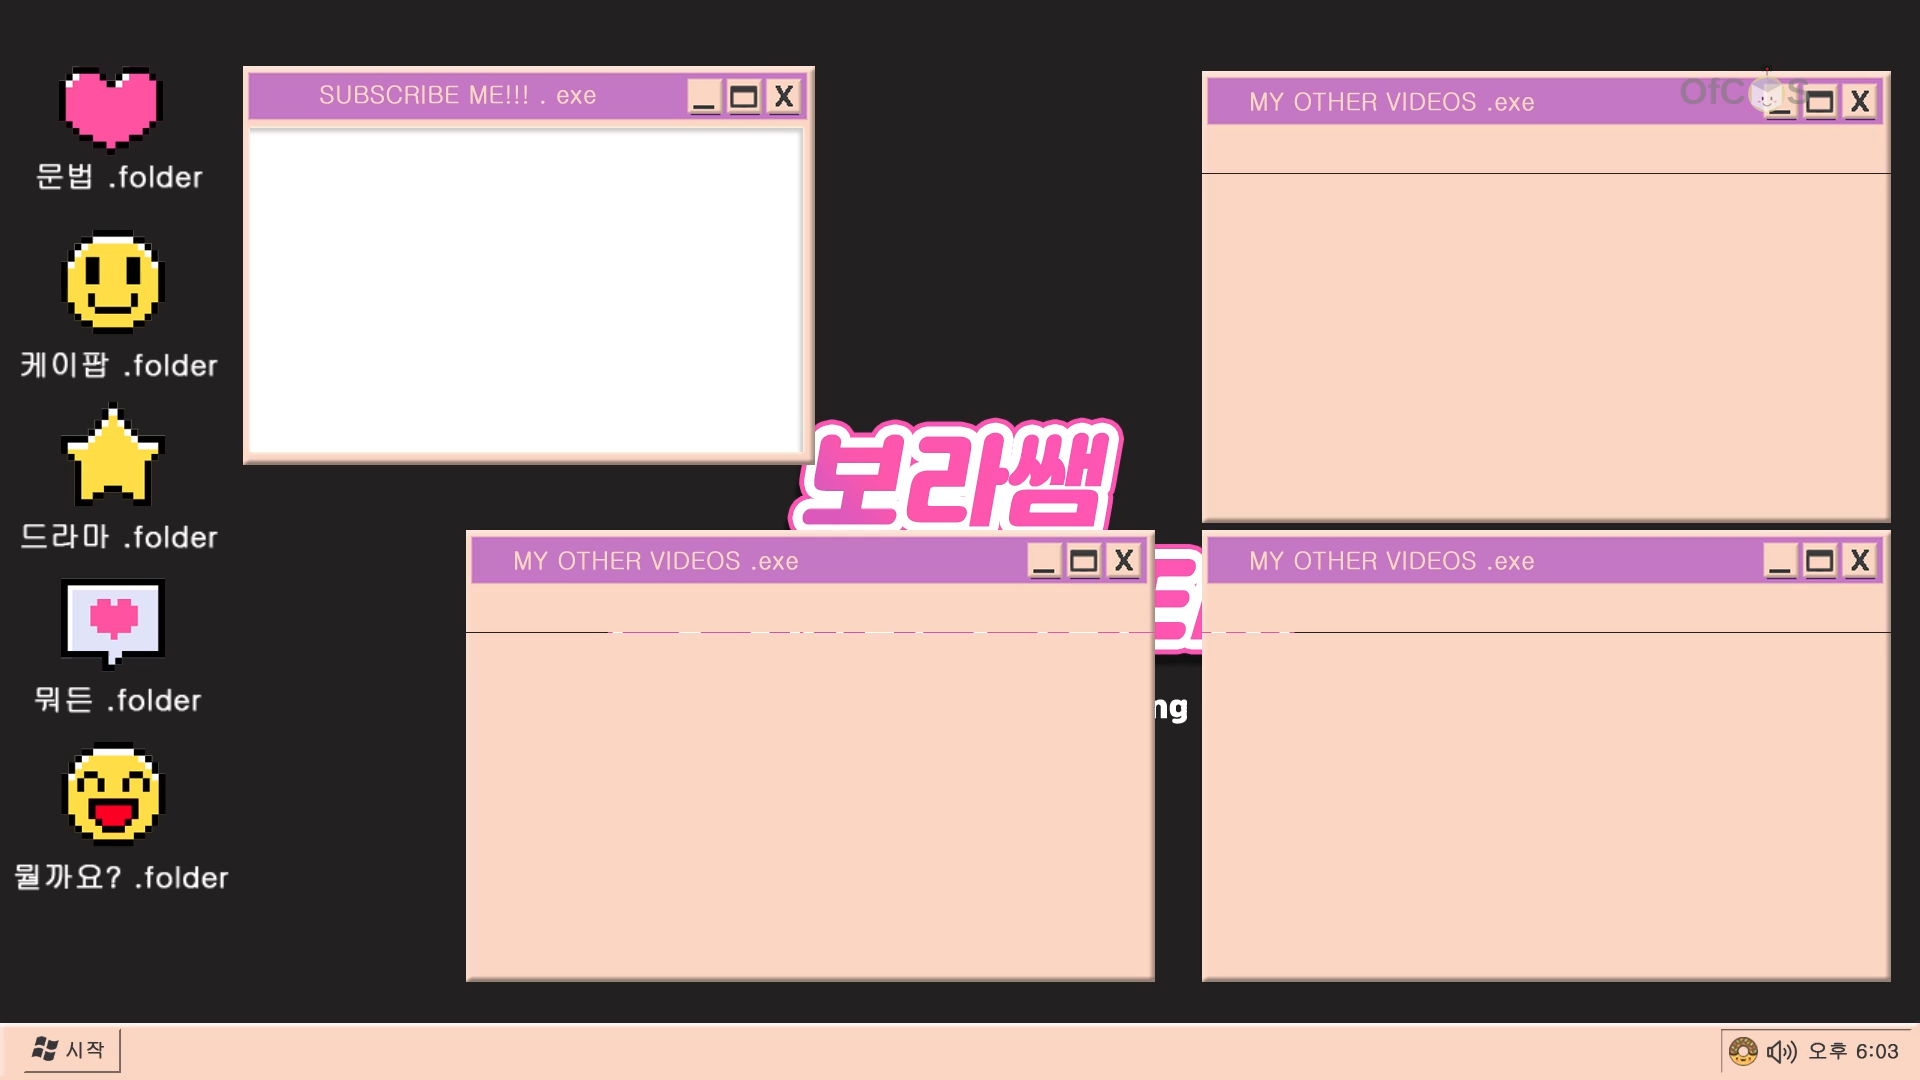 문법 .folder
케이팝 .folder
드라마 .folder
뭐든 .folder
뭘까요? .folder
SUBSCRIBE ME!!! . exe
MY OTHER VIDEOS .exe
보라쌤
MY OTHER VIDEOS .exe
MY OTHER VIDEOS .exe
ng
시작
오후 6:03